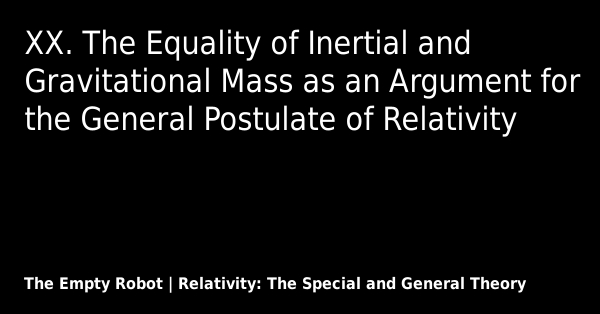 XX. The Equality of Inertial and
Gravitational Mass as an Argument for
the General Postulate of Relativity
The Empty Robot | Relativity: The Special and General Theory